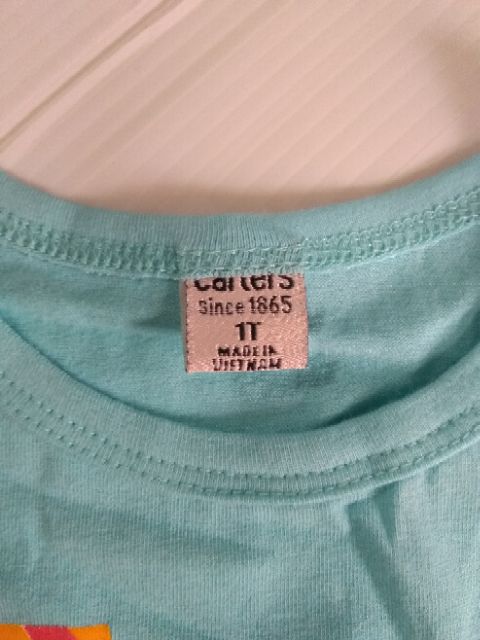 carters
since 1865
1T
MADE IN
VIETNAM